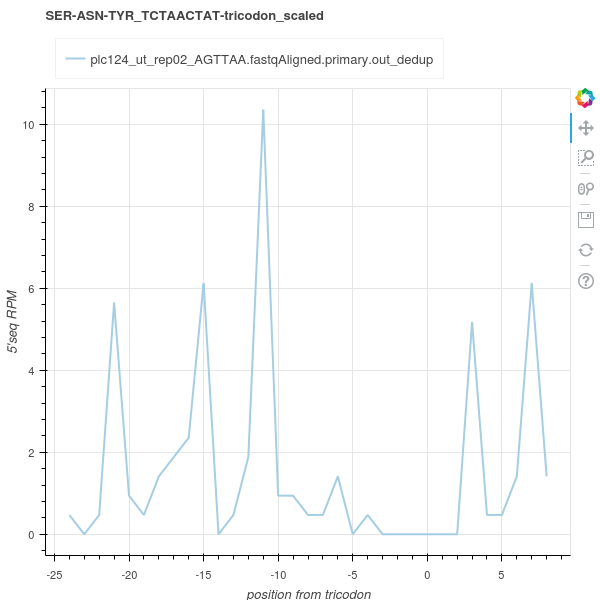 SER-ASN-TYR_TCTAACTAT-tricodon_scaled
plc124_ut_rep02_AGTTAA.fastqAligned.primary.out_dedup
10
8
6
4
2
0
5'seq RPM
-25 -20 -15 -10 -5 0 5
position from tricodon